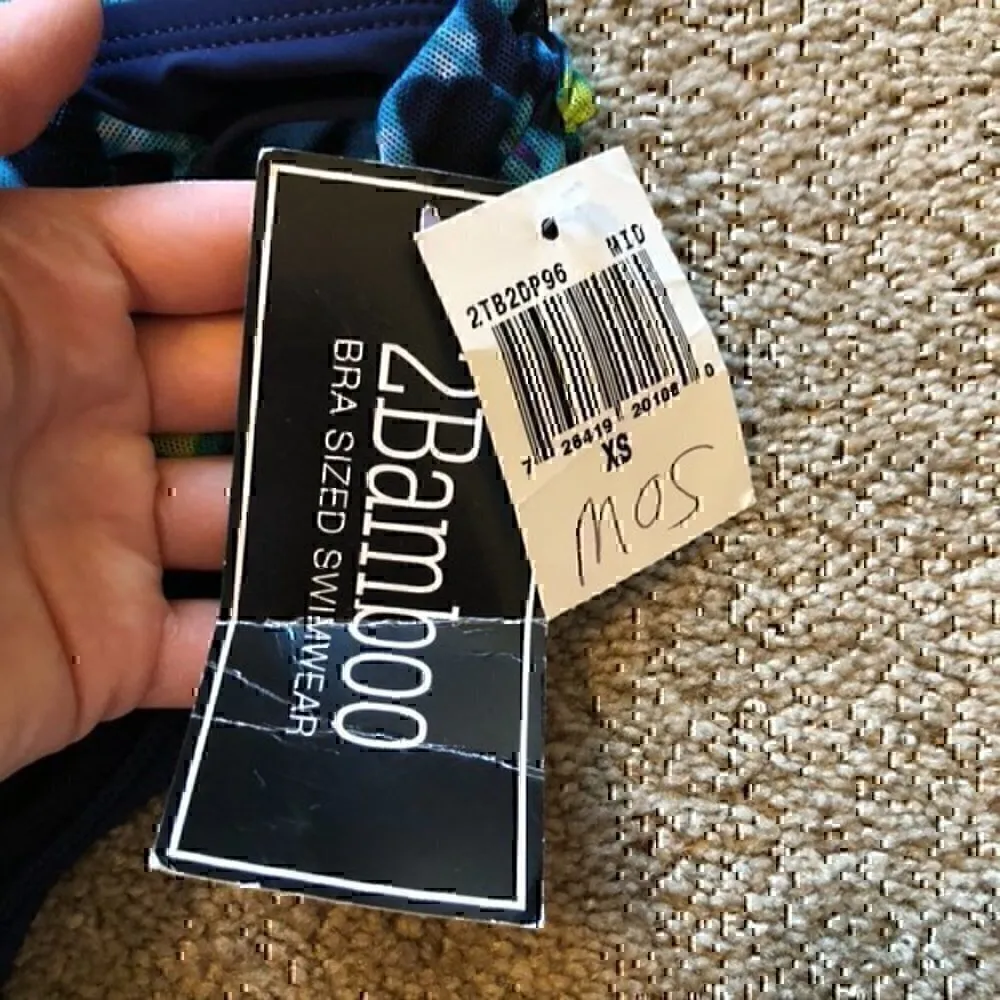 2Bamboo
BRA SIZED SWIMWEAR
2TB2DP96 MIO
7 26419 20108 0
XS
MOS